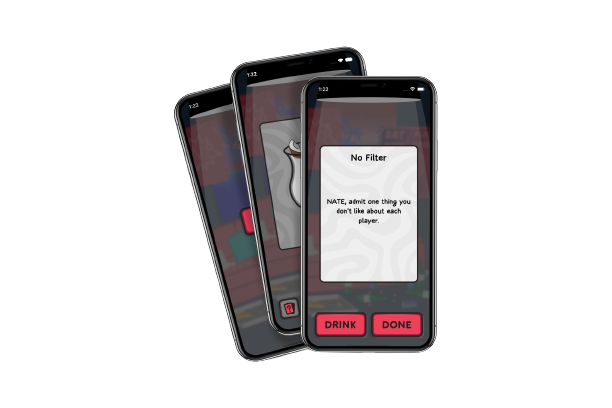 1:22
1:22
1:22
No Filter
NATE, admit one thing you
don't like about each
player.
DRINK
DONE